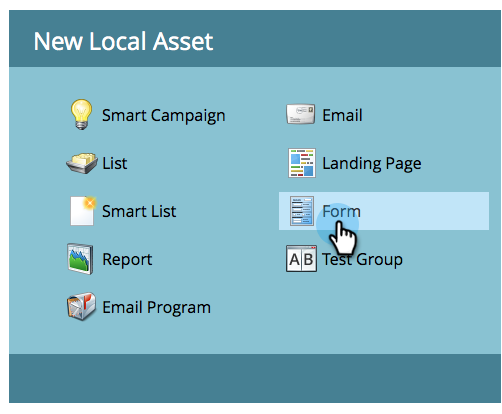 New Local Asset
Smart Campaign
Email
List
Landing Page
Smart List
Form
Report
A B
Test Group
Email Program